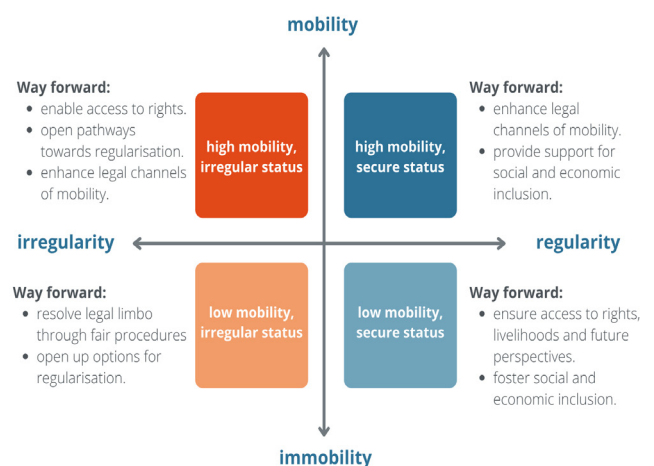 mobility
Way forward:
• enable access to rights.
• open pathways
towards regularisation.
• enhance legal channels
of mobility.
high mobility,
irregular status
high mobility,
secure status
Way forward:
• enhance legal
channels of mobility.
• provide support for
social and economic
inclusion.
irregularity
regularity
Way forward:
• resolve legal limbo
through fair procedures
• open up options for
regularisation.
low mobility,
irregular status
low mobility,
secure status
Way forward:
• ensure access to rights,
livelihoods and future
perspectives.
• foster social and
economic inclusion.
immobility